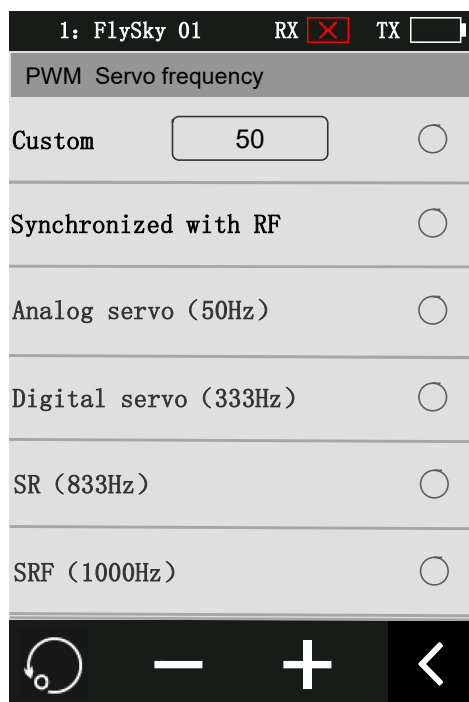 1: FlySky 01 RX TX
PWM Servo frequency
Custom 50
Synchronized with RF
Analog servo（50Hz）
Digital servo（333Hz）
SR（833Hz）
SRF（1000Hz）